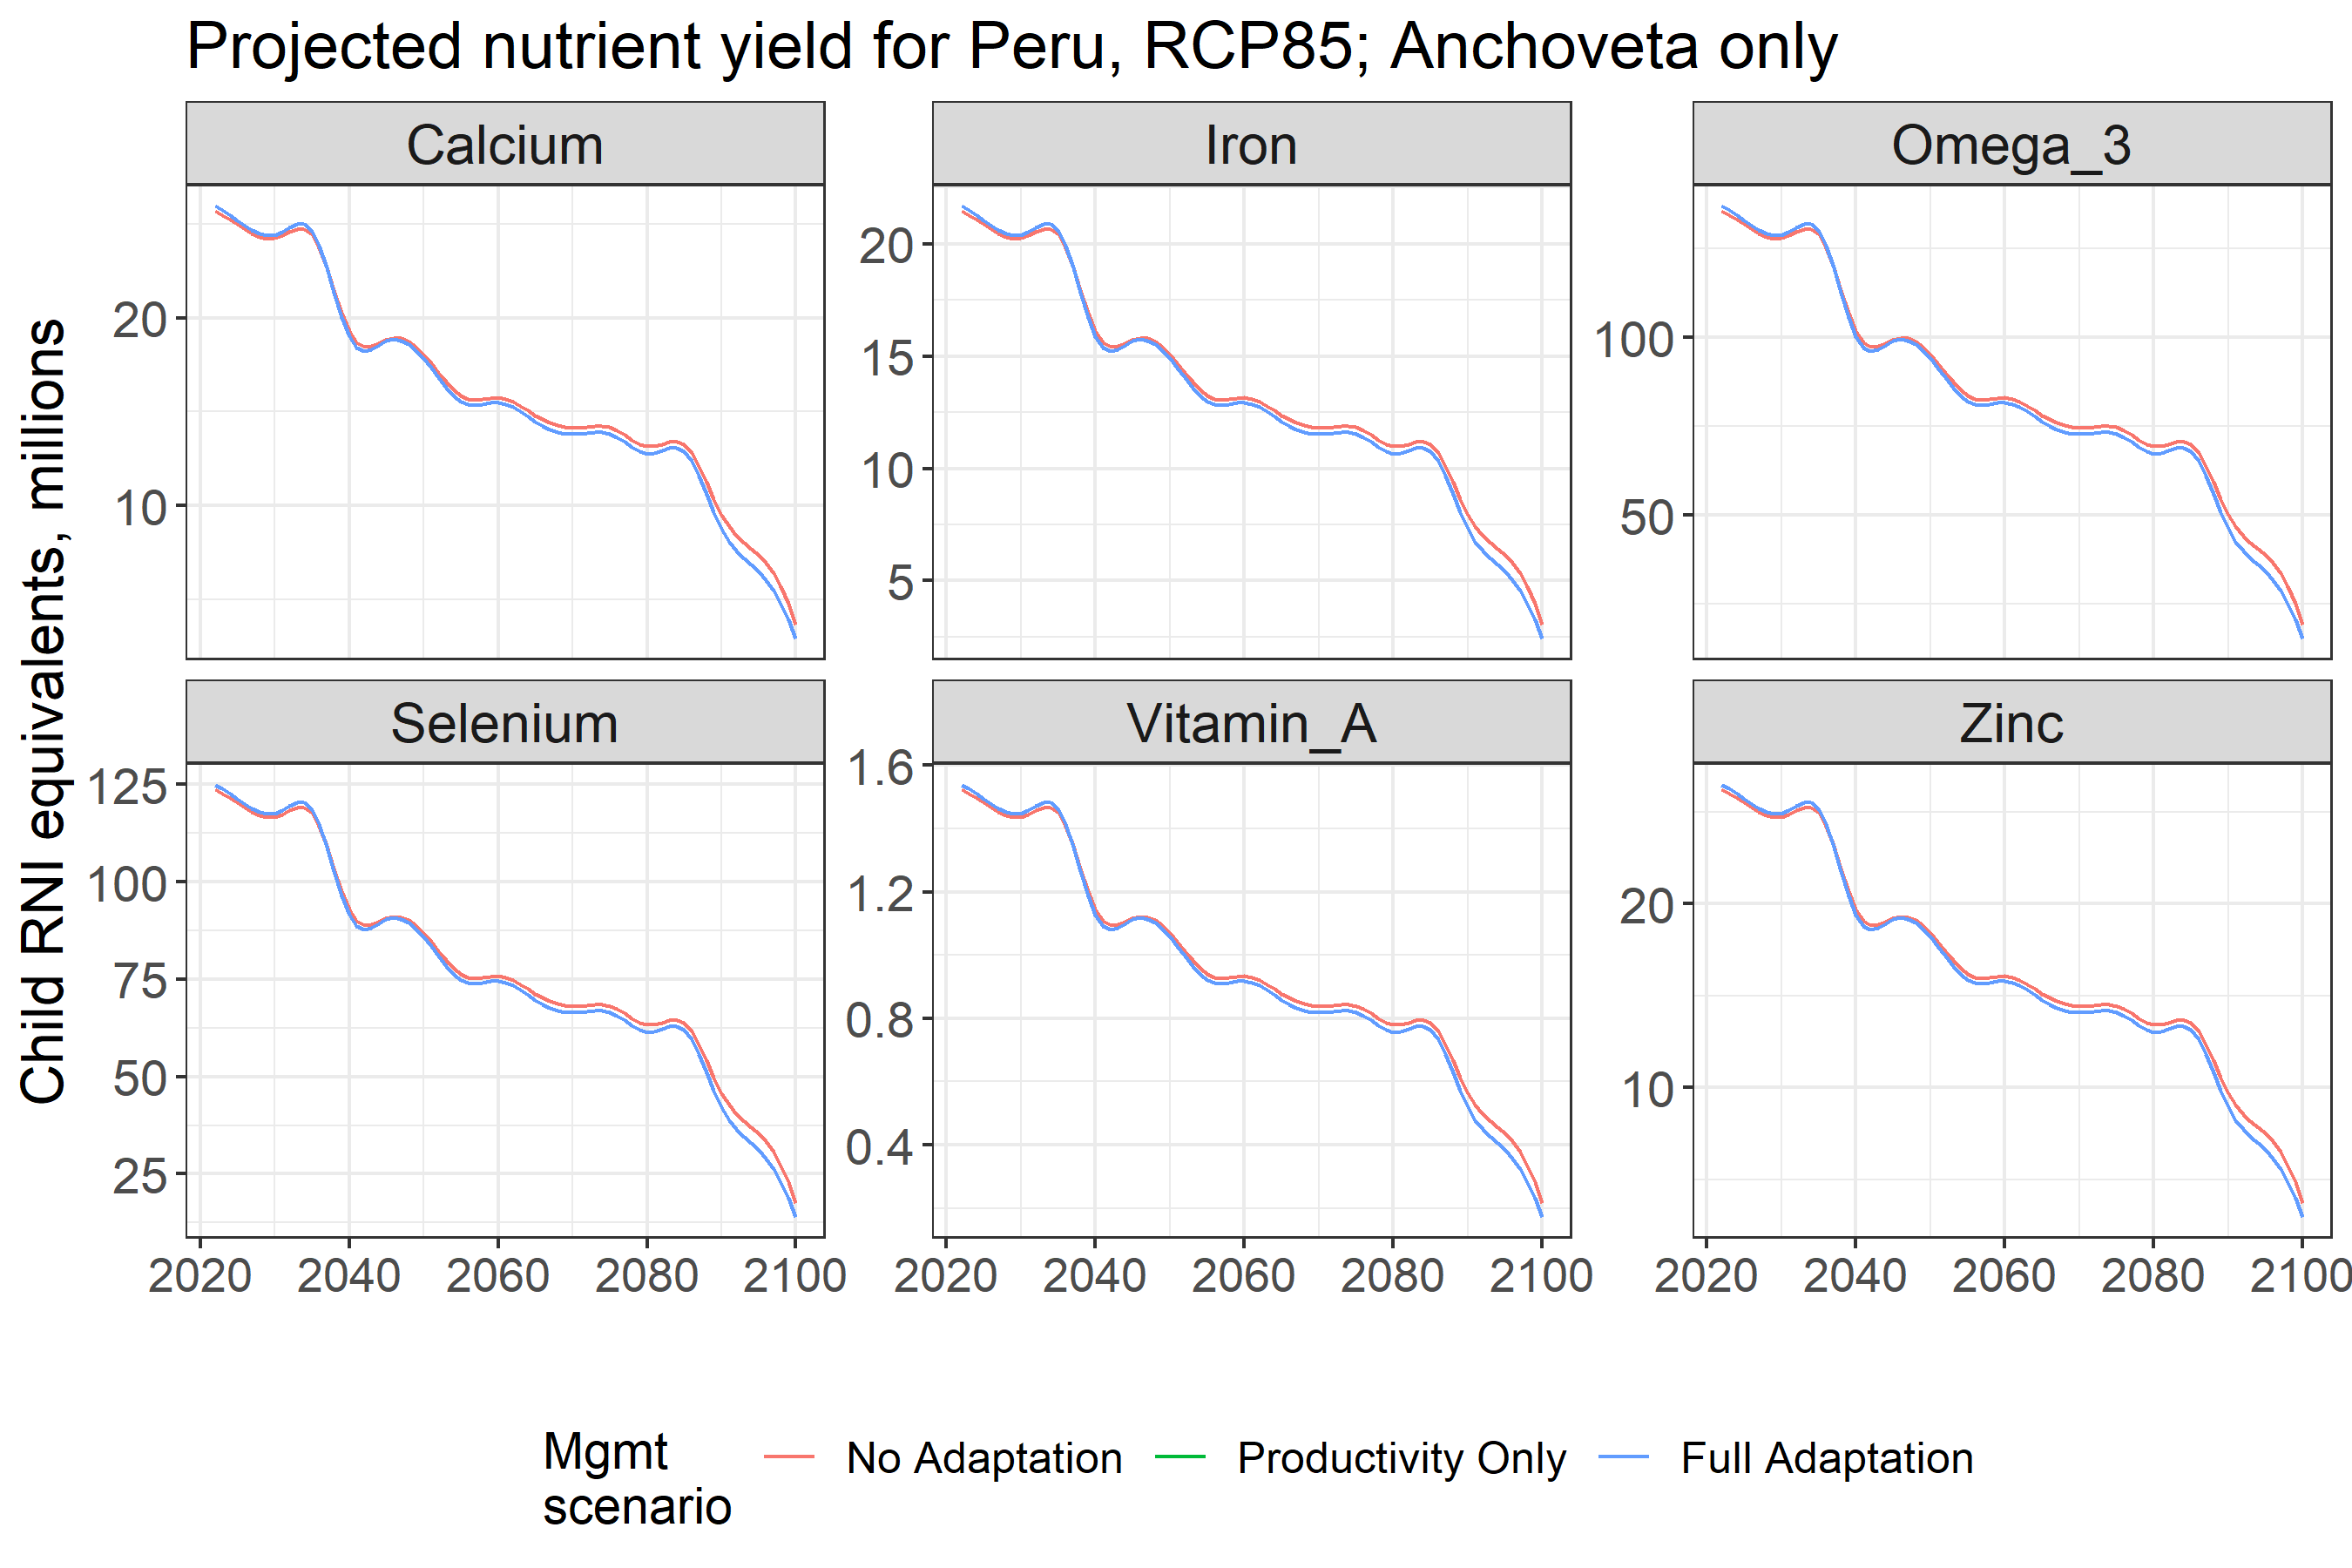 Projected nutrient yield for Peru, RCP85; Anchoveta only
Child RNI equivalents, millions
Calcium
Iron
Omega_3
20
10
20
15
10
5
100
50
Selenium
Vitamin_A
Zinc
125
100
75
50
25
1.6
1.2
0.8
0.4
20
10
2020 2040 2060 2080 2100
2020 2040 2060 2080 2100
2020 2040 2060 2080 2100
Mgmt
scenario
No Adaptation
Productivity Only
Full Adaptation